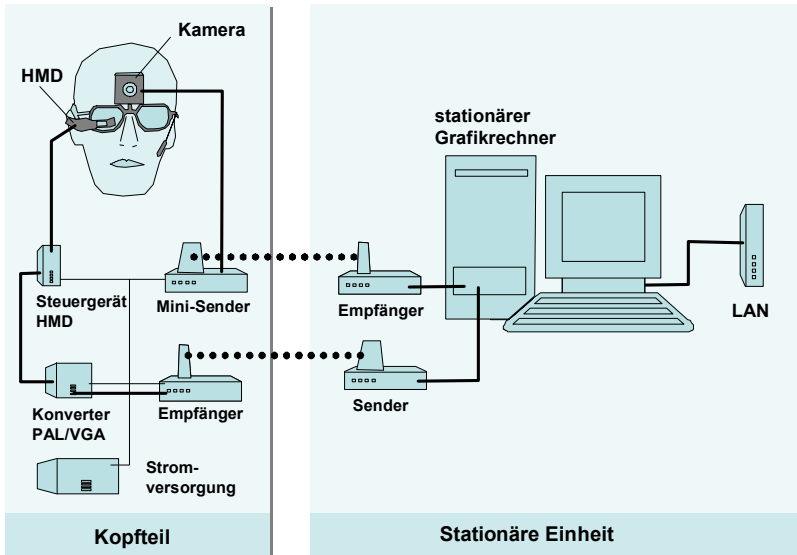 Kamera
HMD
Steuergerät
HMD
Mini-Sender
Konverter
PAL/VGA
Empfänger
Strom-
versorgung
Kopfteil
stationärer
Grafikrechner
Empfänger
LAN
Sender
Stationäre Einheit